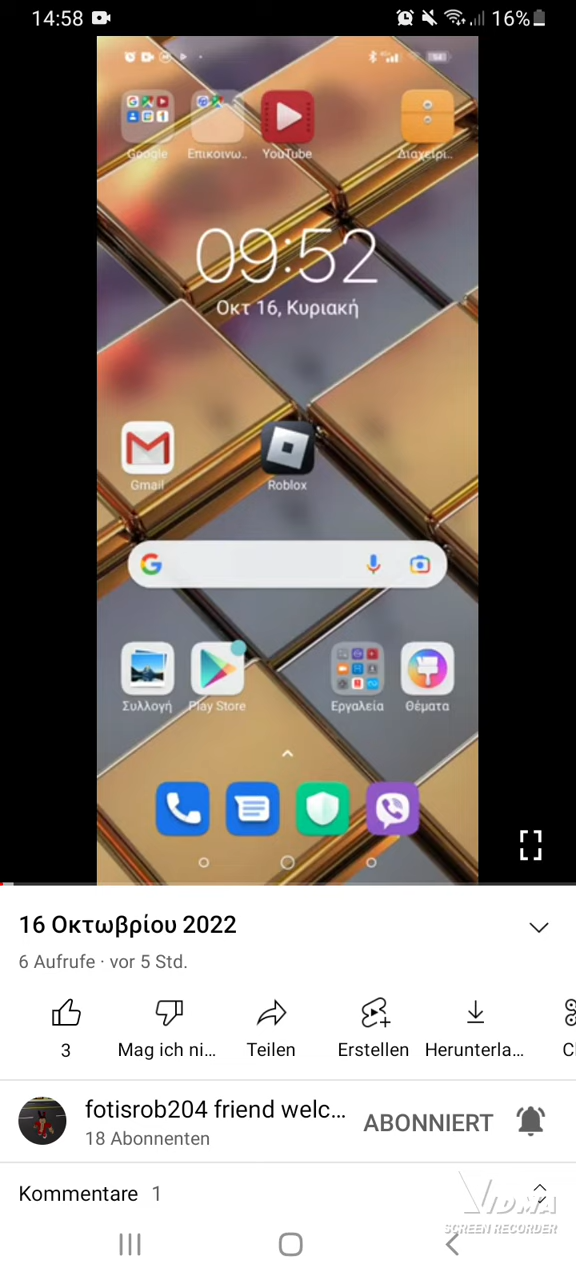 14:58
16%
Google
Επικοινω..
YouTube
Διαχείρι..
09:52
Οκτ 16, Κυριακή
Gmail
Roblox
Συλλογή
Play Store
Εργαλεία
Θέματα
16 Οκτωβρίου 2022
6 Aufrufe · vor 5 Std.
3
Mag ich ni...
Teilen
Erstellen
Herunterla...
fotisrob204 friend welc...
ABONNIERT
18 Abonnenten
Kommentare 1
VIDMA
SCREEN RECORDER